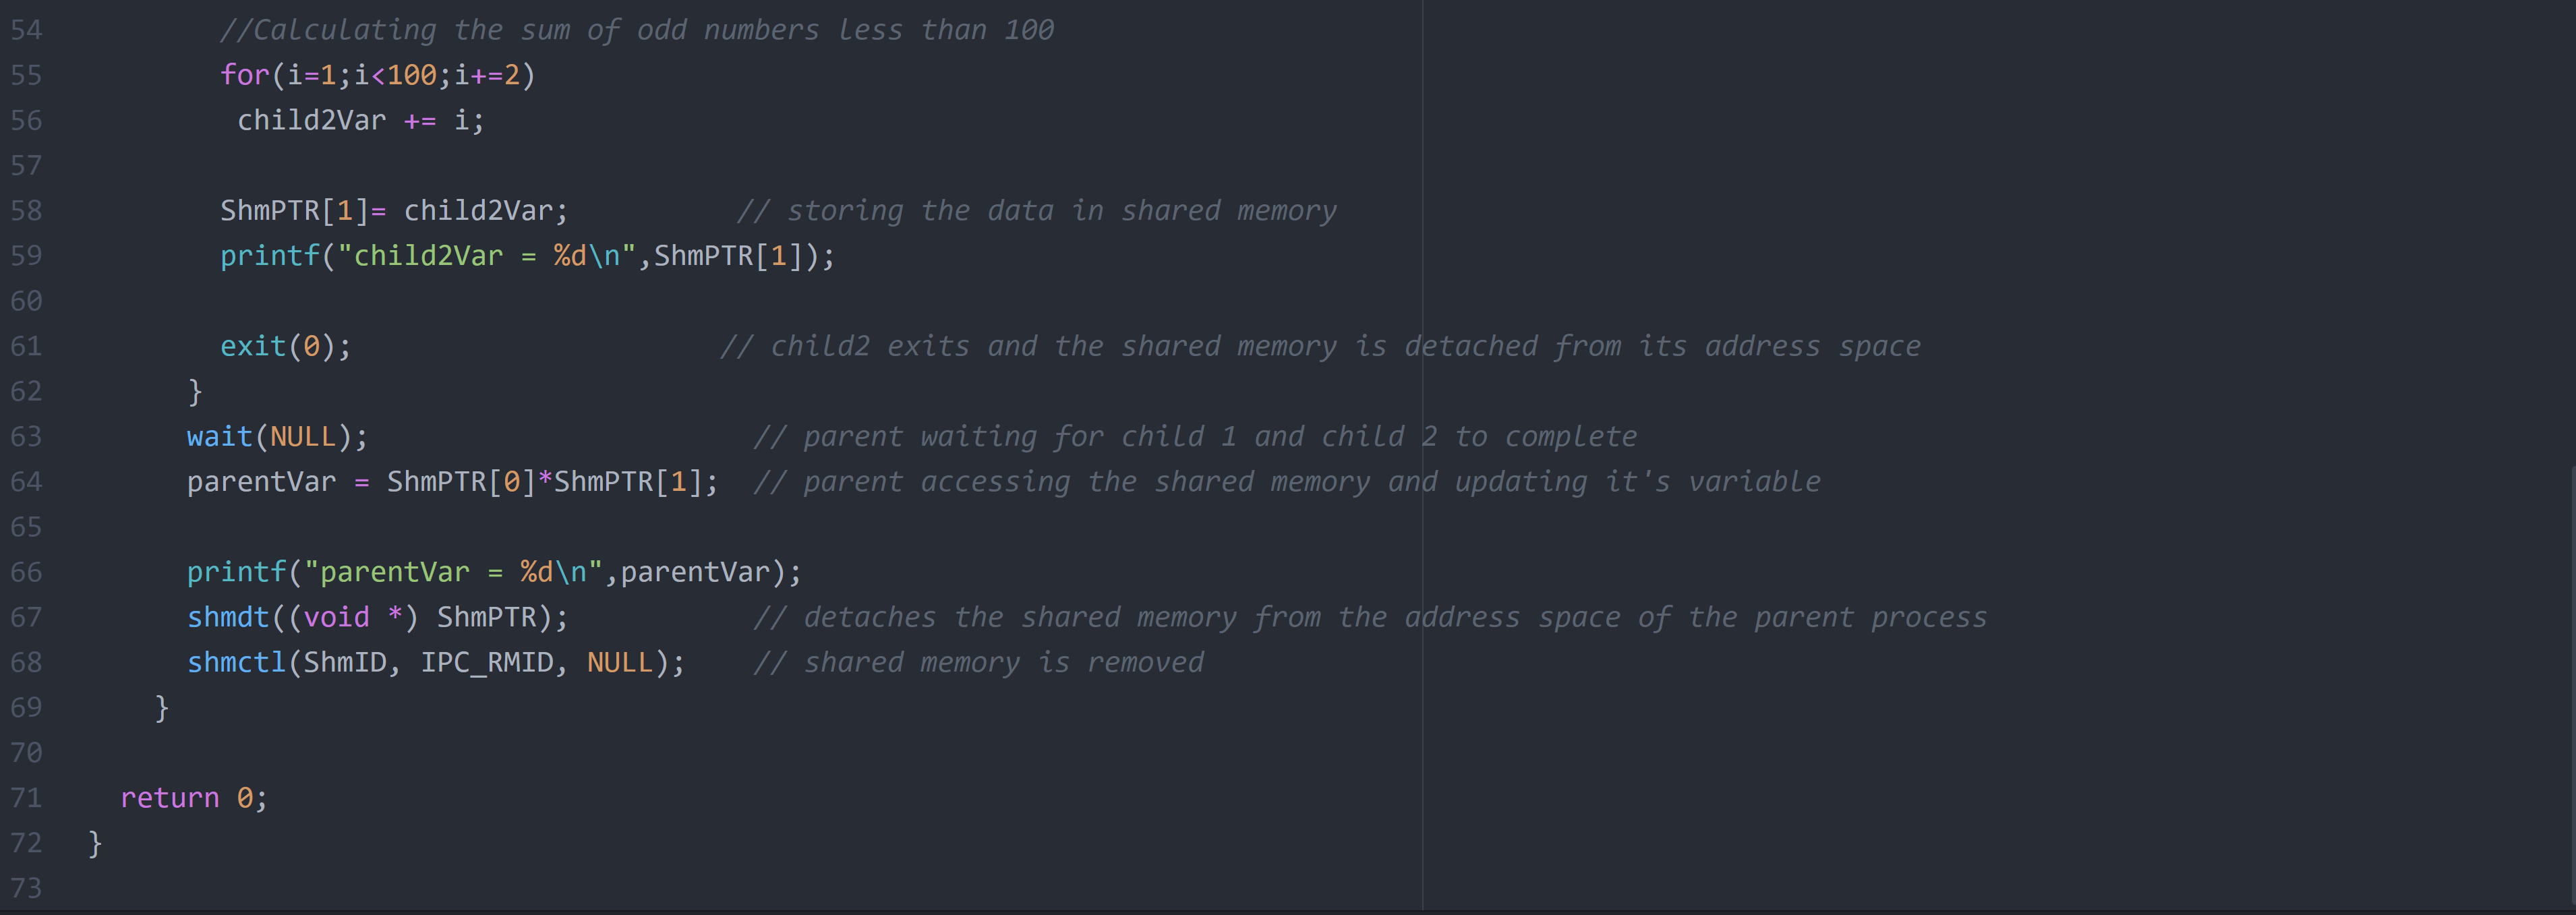 54 //Calculating the sum of odd numbers less than 100
55 for(i=1;i<100;i+=2)
56 child2Var += i;
57
58 ShmPTR[1]= child2Var; // storing the data in shared memory
59 printf("child2Var = %d\n",ShmPTR[1]);
60
61 exit(0); // child2 exits and the shared memory is detached from its address space
62 }
63 wait(NULL); // parent waiting for child 1 and child 2 to complete
64 parentVar = ShmPTR[0]*ShmPTR[1]; // parent accessing the shared memory and updating it's variable
65
66 printf("parentVar = %d\n",parentVar);
67 shmdt((void *) ShmPTR); // detaches the shared memory from the address space of the parent process
68 shmctl(ShmID, IPC_RMID, NULL); // shared memory is removed
69 }
70
71 return 0;
72 }
73